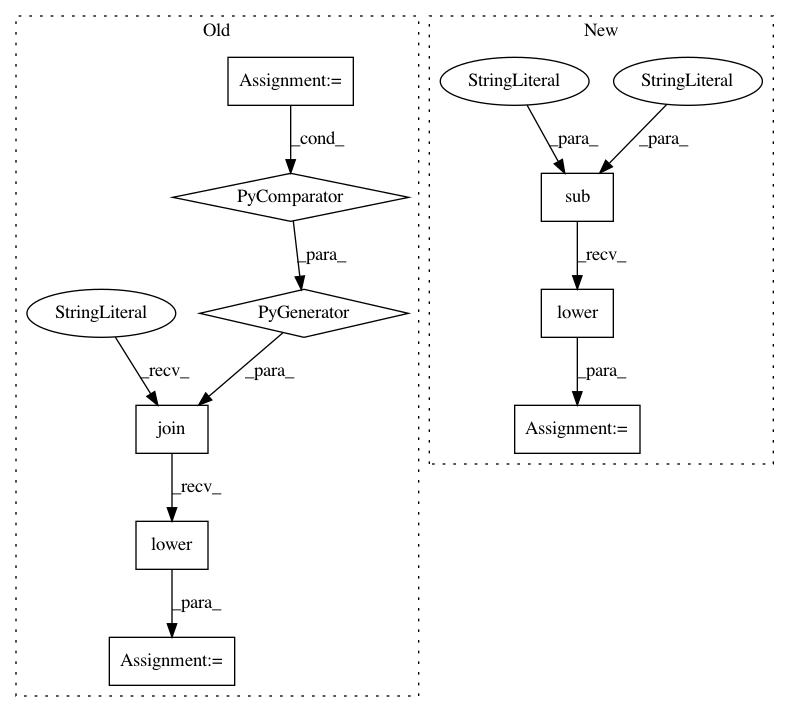 Old
New
Assignment:=
StringLiteral
StringLiteral
_cond_
_para_
_para_
PyComparator
sub
_para_
_recv_
StringLiteral
PyGenerator
lower
_recv_
_para_
_para_
join
Assignment:=
_recv_
lower
_para_
Assignment:=